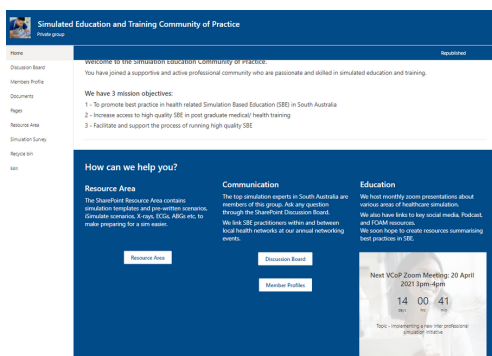 Simulated Education and Training Community of Practice
Private group
Home
Republished
Discussion Board
Members Profile
Documents
Pages
Resource Area
Simulation Survey
Recycle bin
Edit
Welcome to the Simulation Education Community of Practice.
You have joined a supportive and active professional community who are passionate and skilled in simulated education and training.
We have 3 mission objectives:
1 - To promote best practice in health related Simulation Based Education (SBE) in South Australia
2 - Increase access to high quality SBE in post graduate medical/ health training
3 - Facilitate and support the process of running high quality SBE
How can we help you?
Resource Area
The SharePoint Resource Area contains
simulation templates and pre-written scenarios,
iSimulate scenarios, X-rays, ECGs, ABGs etc, to
make preparing for a sim easier.
Resource Area
Communication
The top simulation experts in South Australia are
members of this group. Ask any question
through the SharePoint Discussion Board.
We link SBE practitioners within and between
local health networks at our annual networking
events.
Discussion Board
Member Profiles
Education
We host monthly zoom presentations about
various areas of healthcare simulation.
We also have links to key social media, Podcast,
and FOAM resources.
We soon hope to create resources summarising
best practices in SBE.
Next VCoP Zoom Meeting: 20 April
2021 3pm-4pm
14 00 41
days hrs min
Topic - Implementing a new inter professional
simulation initiative